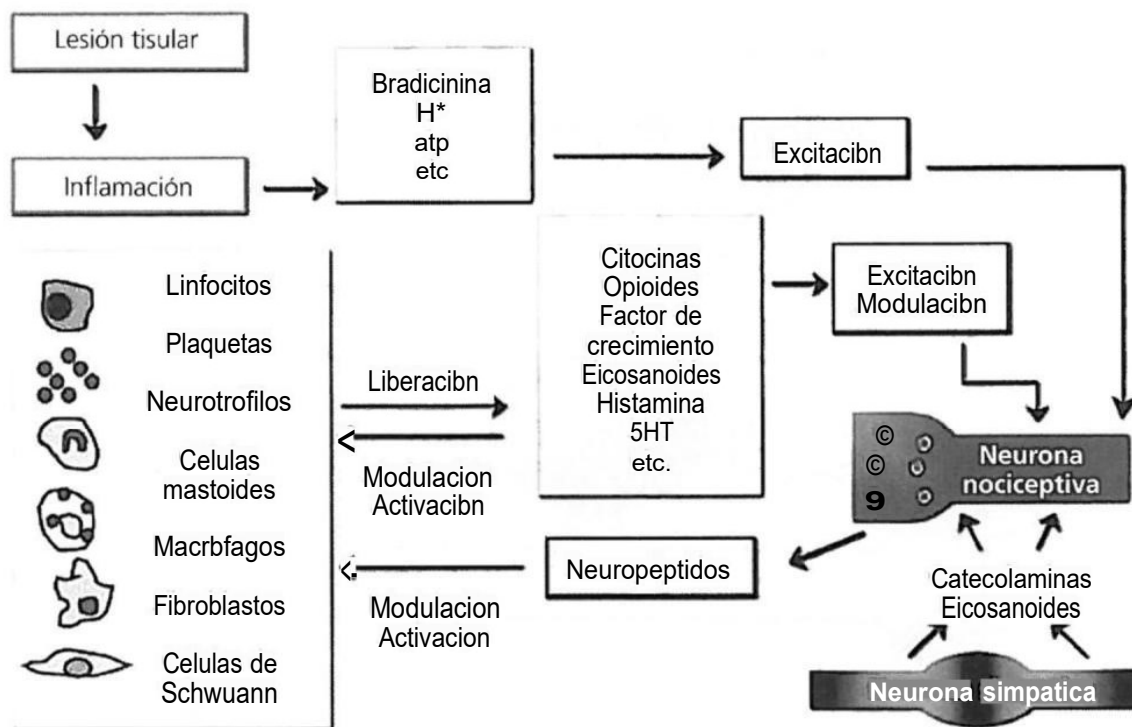 Lesión tisular
Inflamación
Bradicinina
H*
atp
etc
Excitacibn
Linfocitos
Plaquetas
Neurotrofilos
Celulas
mastoides
Macrbfagos
Fibroblastos
Celulas de
Schwuann
Liberacibn
Modulacion
Activacibn
Citocinas
Opioides
Factor de
crecimiento
Eicosanoides
Histamina
5HT
etc.
Excitacibn
Modulacibn
©
©
9
Neurona
nociceptiva
Neuropeptidos
Modulacion
Activacion
Catecolaminas
Eicosanoides
Neurona simpatica